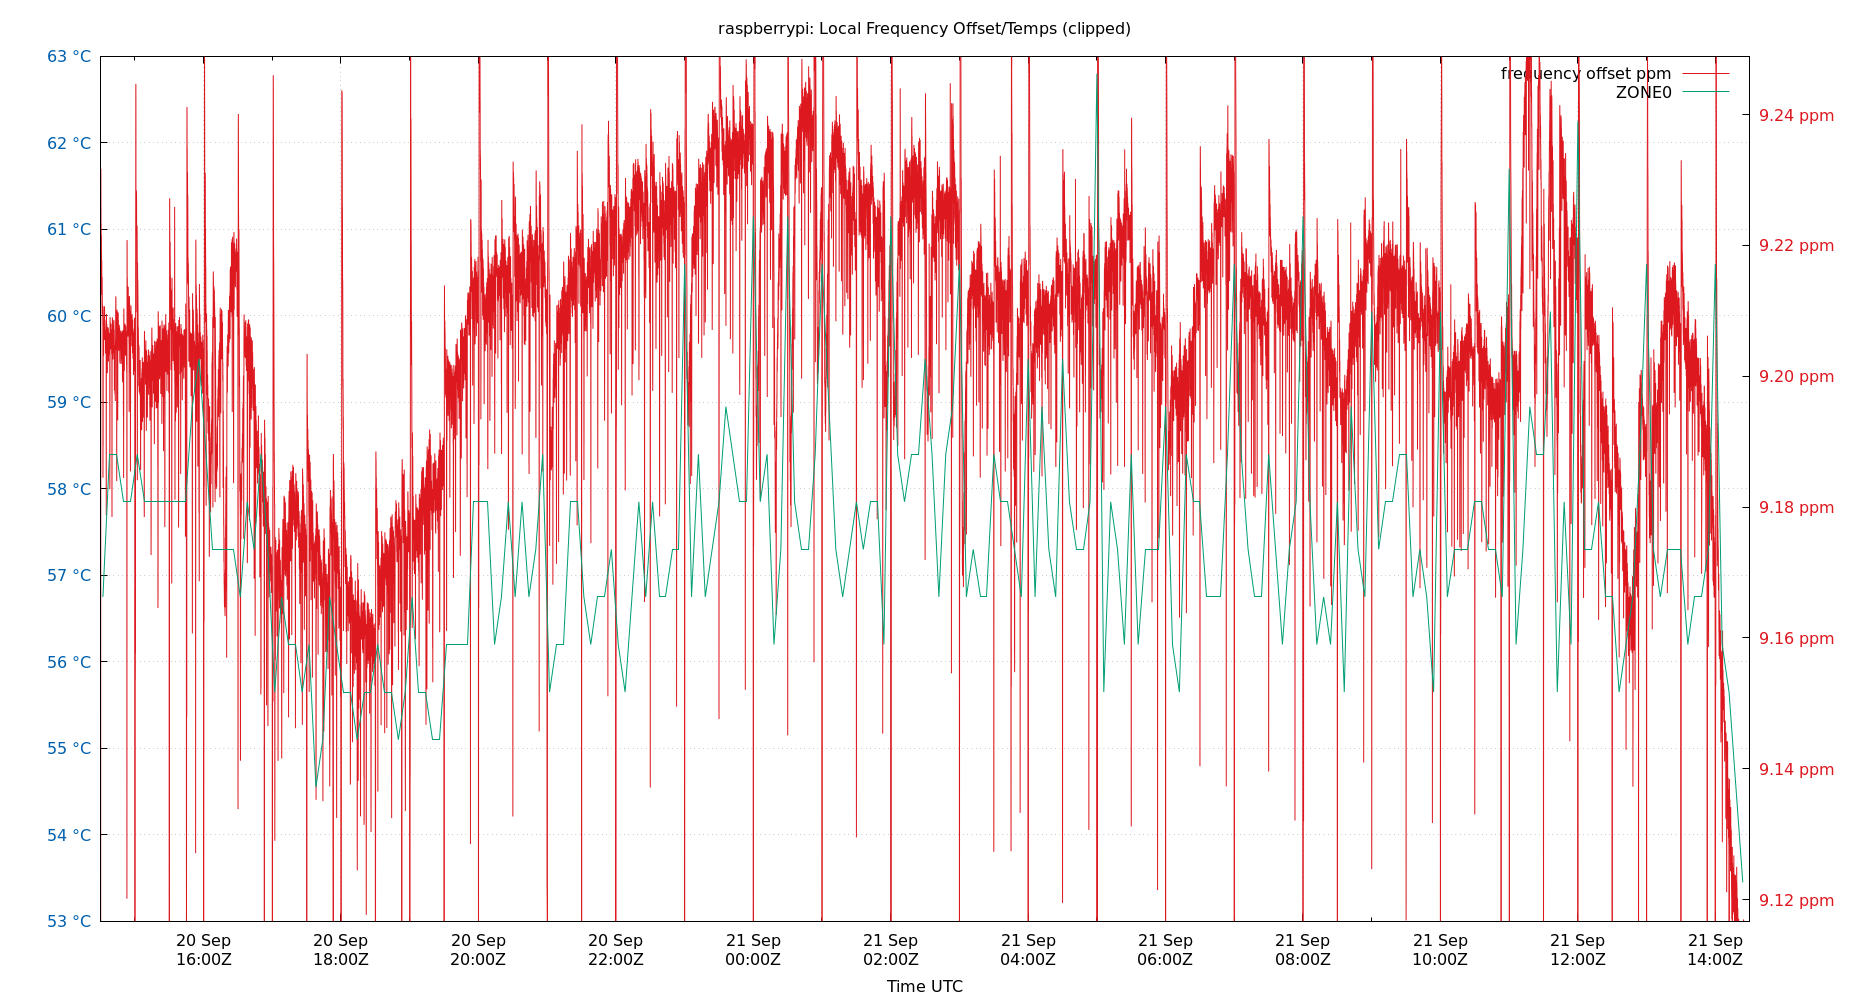 raspberrypi: Local Frequency Offset/Temps (clipped)
63 °C
62 °C
61 °C
60 °C
59 °C
58 °C
57 °C
56 °C
55 °C
54 °C
53 °C
frequency offset ppm
ZONE0
9.24 ppm
9.22 ppm
9.20 ppm
9.18 ppm
9.16 ppm
9.14 ppm
9.12 ppm
20 Sep
16:00Z
20 Sep
18:00Z
20 Sep
20:00Z
20 Sep
22:00Z
21 Sep
00:00Z
21 Sep
02:00Z
21 Sep
04:00Z
21 Sep
06:00Z
21 Sep
08:00Z
21 Sep
10:00Z
21 Sep
12:00Z
21 Sep
14:00Z
Time UTC